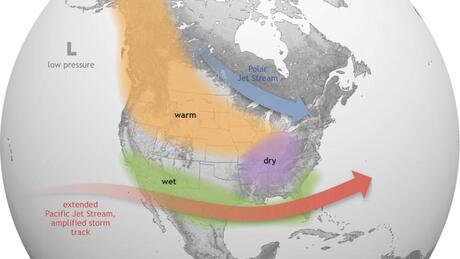 L
low pressure
Polar
Jet Stream
warm
dry
wet
extended
Pacific Jet Stream,
amplified storm
track